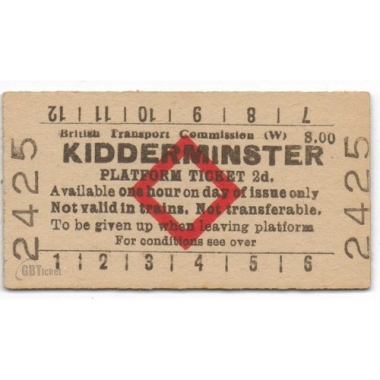 12 | 11 | 10 | 9 | 8 | 7
British Transport Commission (W) 8.00
KIDDERMINSTER
PLATFORM TICKET 2d.
Available one hour on day of issue only
Not valid in trains. Not transferable.
To be given up when leaving platform
For conditions see over
1 | 2 | 3 | 4 | 5 | 6
2425
2425
GBTicket